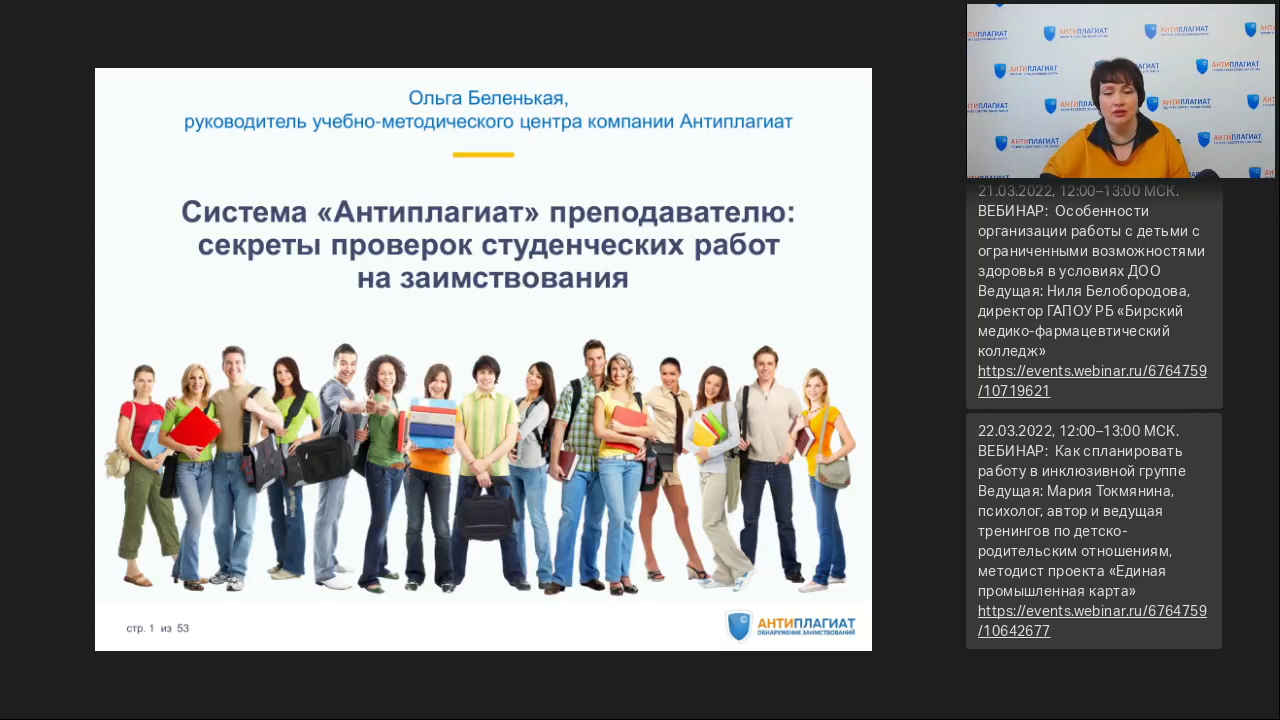 Ольга Беленькая,
руководитель учебно-методического центра компании Антиплагиат
Система «Антиплагиат» преподавателю:
секреты проверок студенческих работ
на заимствования
стр. 1 из 53
АНТИПЛАГИАТ
ОБНАРУЖЕНИЕ ЗАИМСТВОВАНИЙ
АНТИПЛАГИАТ
21.03.2022, 12:00–13:00 МСК.
ВЕБИНАР: Особенности
организации работы с детьми с
ограниченными возможностями
здоровья в условиях ДОО
Ведущая: Ниля Белобородова,
директор ГАПОУ РБ «Бирский
медико-фармацевтический
колледж»
https://events.webinar.ru/6764759
/10719621
22.03.2022, 12:00–13:00 МСК.
ВЕБИНАР: Как спланировать
работу в инклюзивной группе
Ведущая: Мария Токмянина,
психолог, автор и ведущая
тренингов по детско-
родительским отношениям,
методист проекта «Единая
промышленная карта»
https://events.webinar.ru/6764759
/10642677